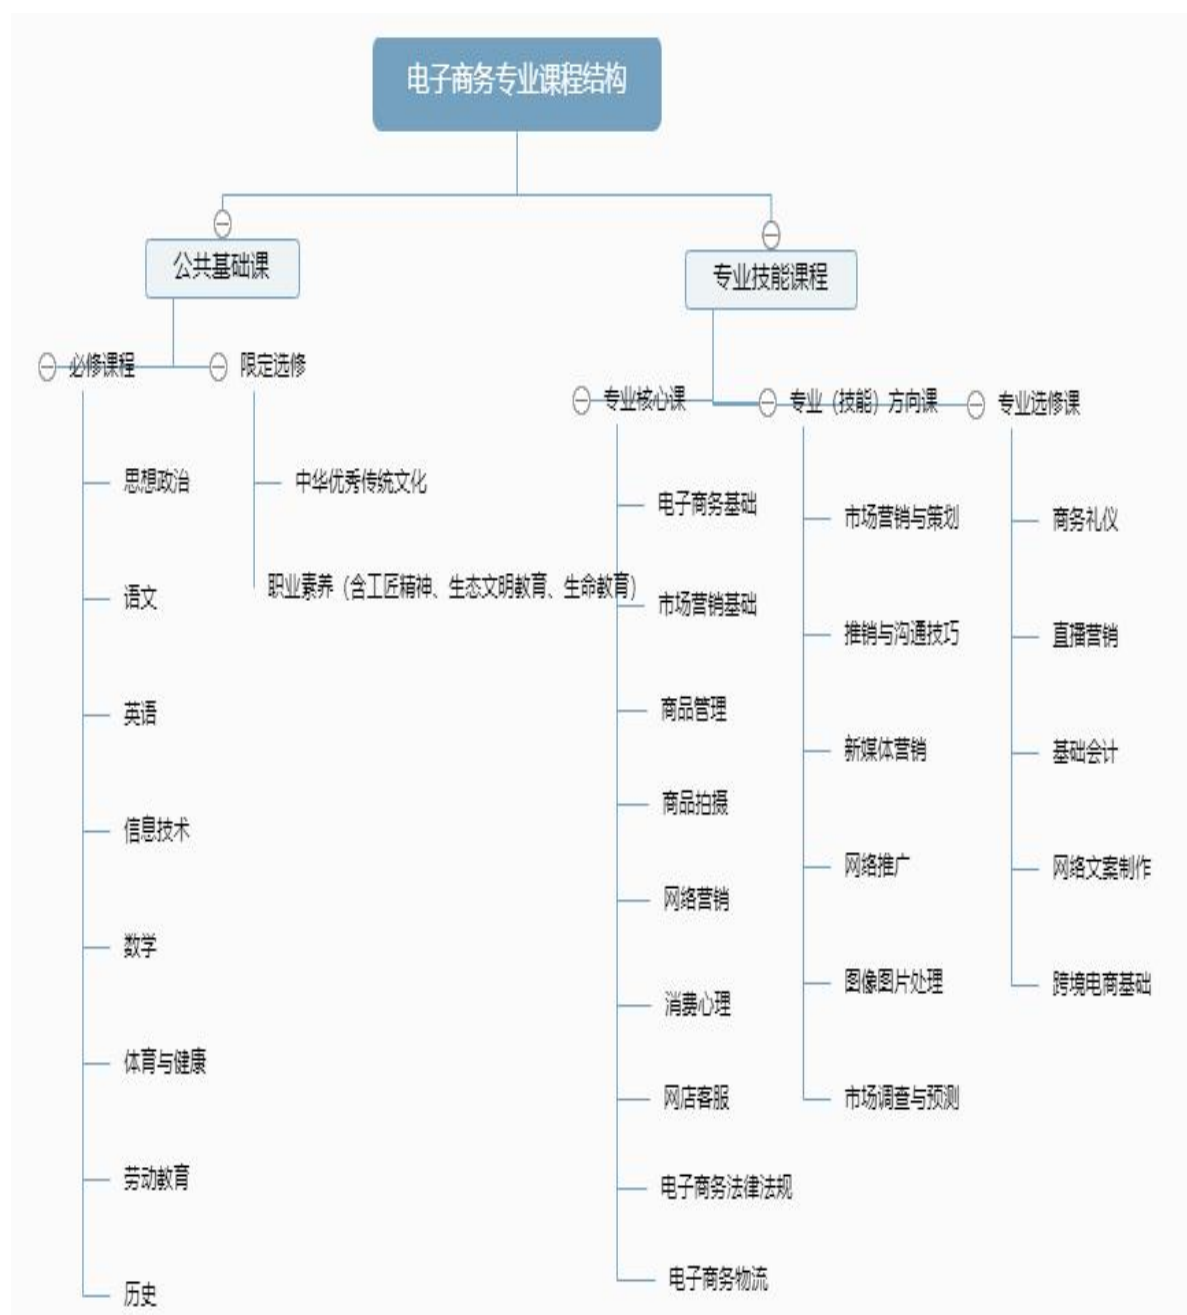 电子商务专业课程结构
公共基础课
专业技能课程
必修课程
限定选修
专业核心课
专业（技能）方向课
专业选修课
思想政治
语文
英语
信息技术
数学
体育与健康
劳动教育
历史
中华优秀传统文化
职业素养（含工匠精神、生态文明教育、生命教育）
电子商务基础
市场营销基础
商品管理
商品拍摄
网络营销
消费心理
网店客服
电子商务法律法规
电子商务物流
市场营销与策划
推销与沟通技巧
新媒体营销
网络推广
图像图片处理
市场调查与预测
商务礼仪
直播营销
基础会计
网络文案制作
跨境电商基础